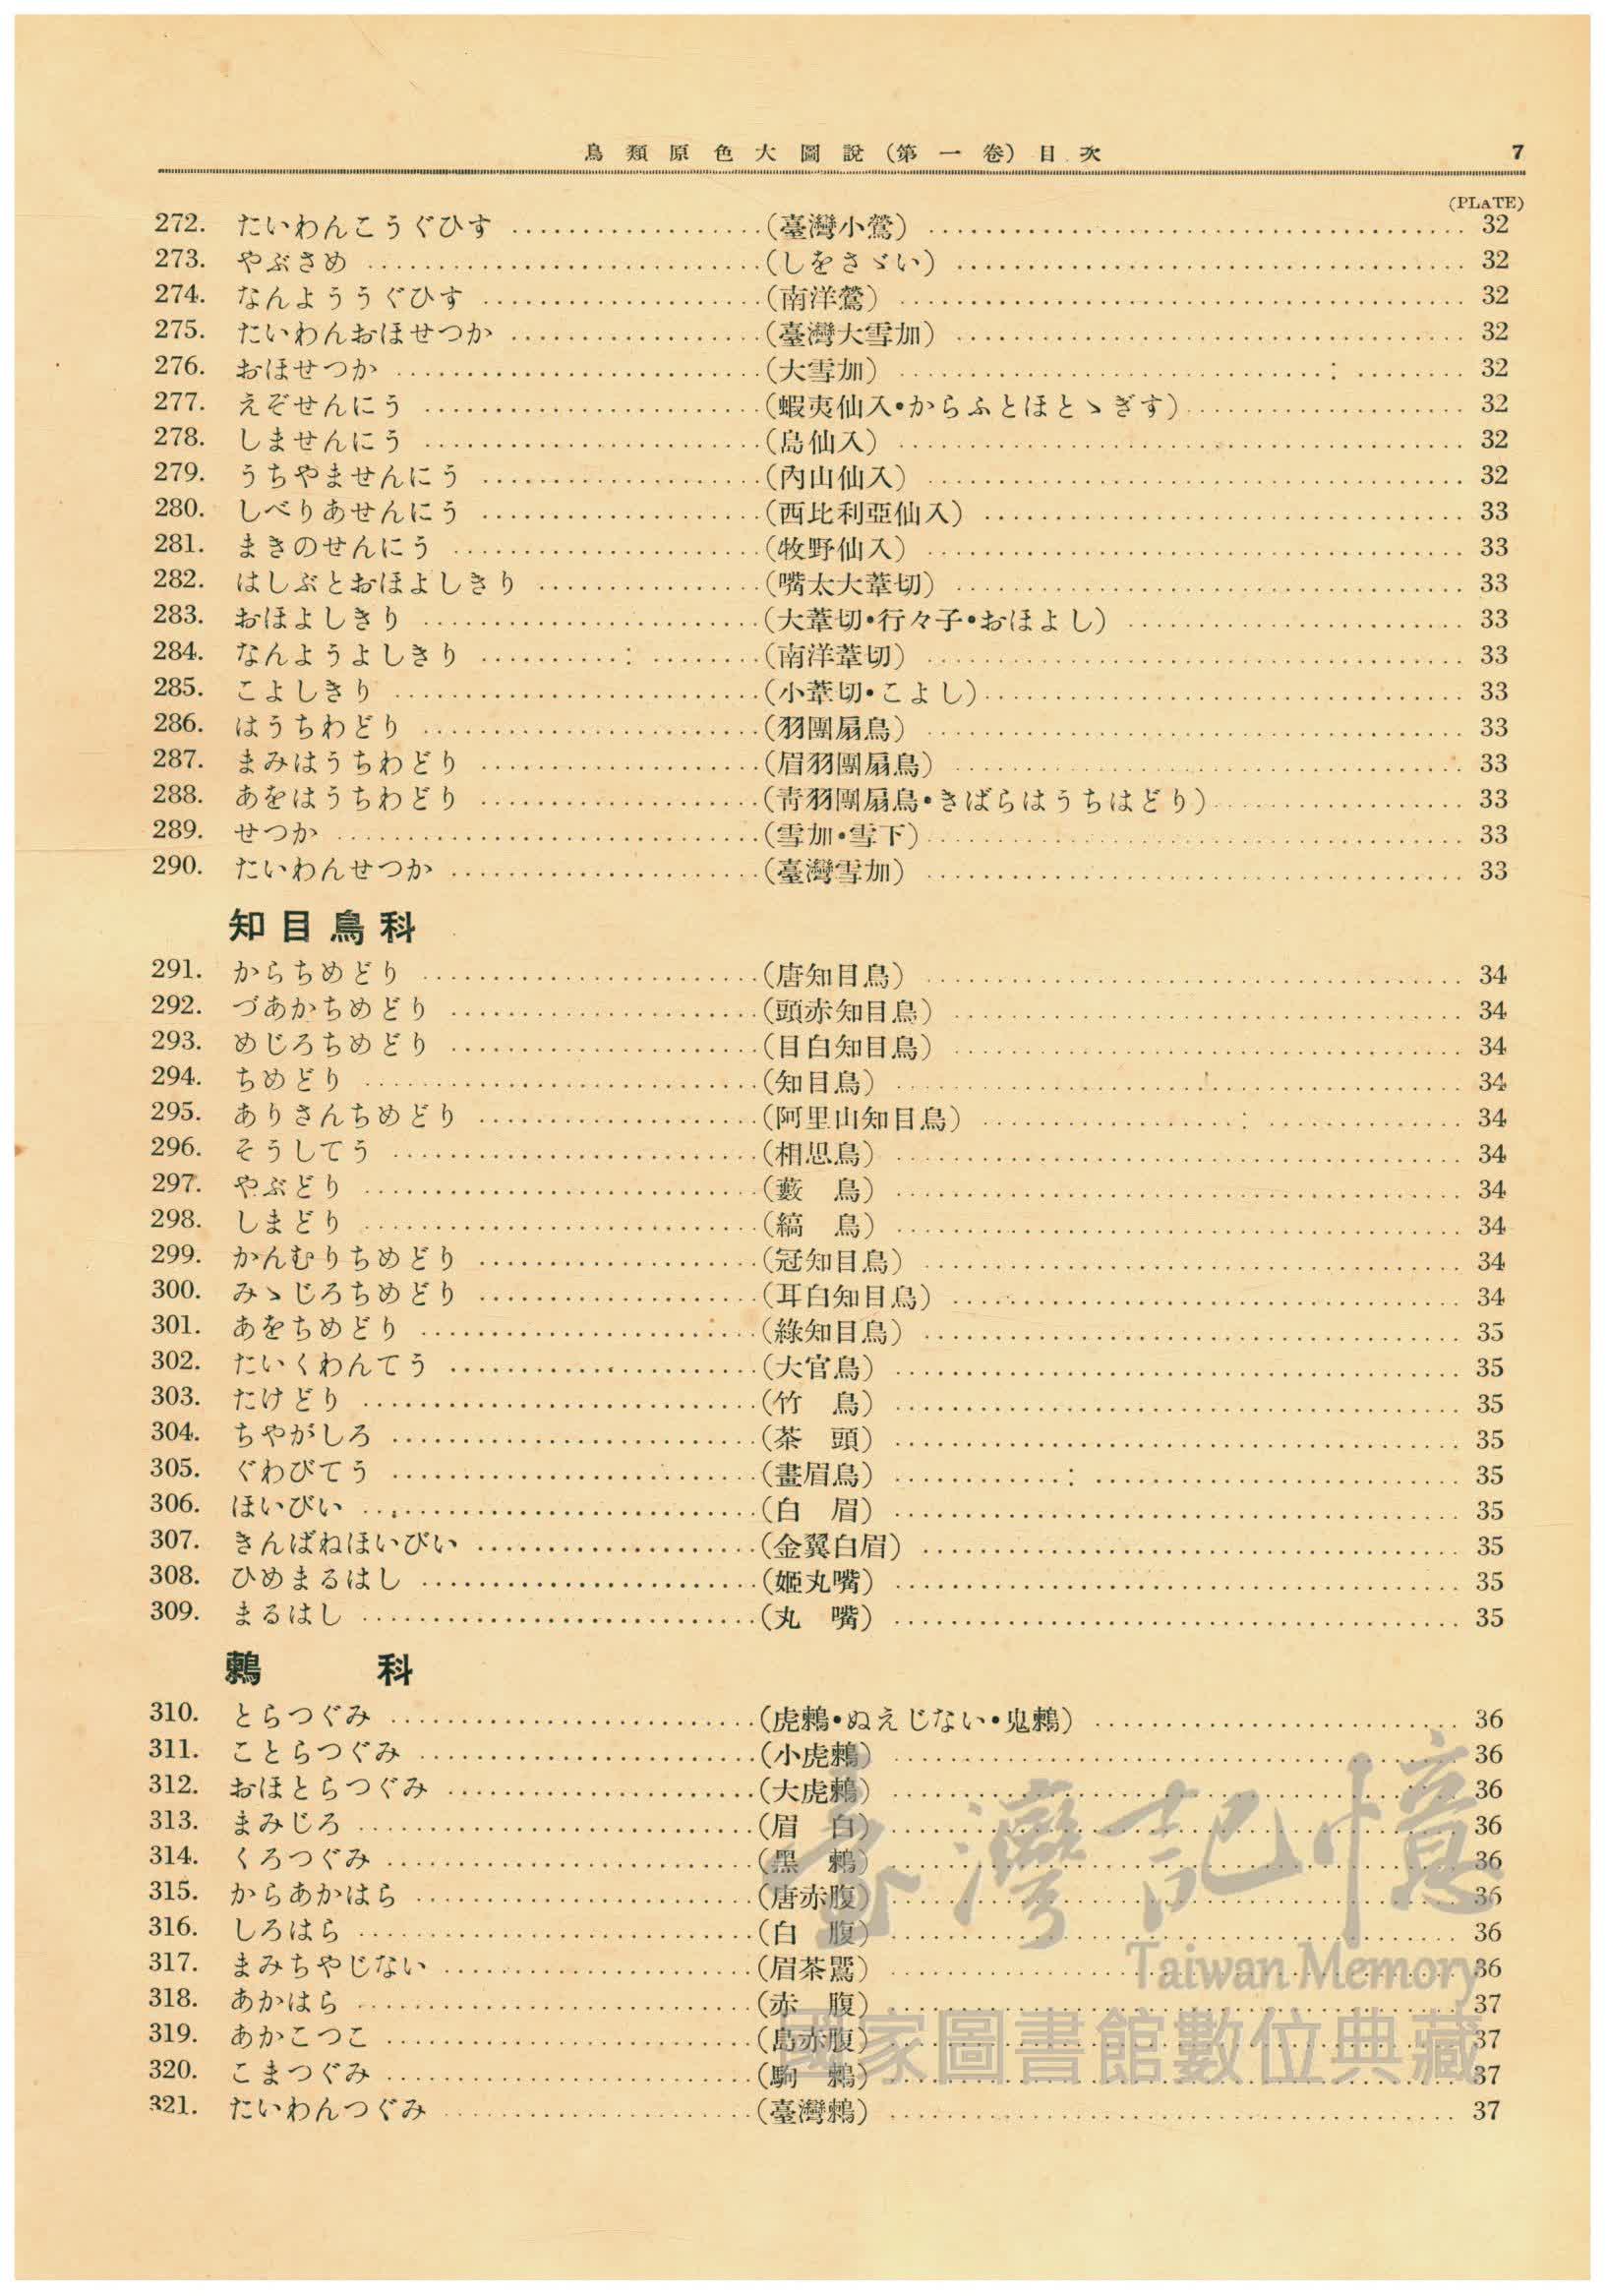 鳥類原色大圖說(第一卷)目次 7
(PLATE)
272. たいわんこうぐひす ……(臺灣小鶯) …… 32
273. やぶさめ ……(しをさゞい) …… 32
274. なんよううぐひす ……(南洋鶯) …… 32
275. たいわんおほせつか ……(臺灣大雪加) …… 32
276. おほせつか ……(大雪加) …… 32
277. えぞせんにう ……(蝦夷仙入•からふとほとゝぎす) …… 32
278. しませんにう ……(島仙入) …… 32
279. うちやませんにう ……(內山仙入) …… 32
280. しべりあせんにう ……(西比利亞仙入) …… 33
281. まきのせんにう ……(牧野仙入) …… 33
282. はしぶとおほよしきり ……(嘴太大葦切) …… 33
283. おほよしきり ……(大葦切•行々子•おほよし) …… 33
284. なんようよしきり ……(南洋葦切) …… 33
285. こよしきり ……(小葦切•こよし) …… 33
286. はうちわどり ……(羽團扇鳥) …… 33
287. まみはうちわどり ……(眉羽團扇鳥) …… 33
288. あをはうちわどり ……(靑羽團扇鳥•きばらはうちはどり) …… 33
289. せつか ……(雪加•雪下) …… 33
290. たいわんせつか ……(臺灣雪加) …… 33
知目鳥科
291. からちめどり ……(唐知目鳥) …… 34
292. づあかちめどり ……(頭赤知目鳥) …… 34
293. めじろちめどり ……(目白知目鳥) …… 34
294. ちめどり ……(知目鳥) …… 34
295. ありさんちめどり ……(阿里山知目鳥) …… 34
296. そうしてう ……(相思鳥) …… 34
297. やぶどり ……(藪 鳥) …… 34
298. しまどり ……(縞 鳥) …… 34
299. かんむりちめどり ……(冠知目鳥) …… 34
300. みゝじろちめどり ……(耳白知目鳥) …… 34
301. あをちめどり ……(綠知目鳥) …… 35
302. たいくわんてう ……(大官鳥) …… 35
303. たけどり ……(竹 鳥) …… 35
304. ちやがしろ ……(茶 頭) …… 35
305. ぐわびてう ……(畫眉鳥) …… 35
306. ほいびい ……(白 眉) …… 35
307. きんばねほいびい ……(金翼白眉) …… 35
308. ひめまるはし ……(姬丸嘴) …… 35
309. まるはし ……(丸 嘴) …… 35
鶫 科
310. とらつぐみ ……(虎鶫•ぬえじない•鬼鶫) …… 36
311. ことらつぐみ ……(小虎鶫) …… 36
312. おほとらつぐみ ……(大虎鶫) …… 36
313. まみじろ ……(眉 白) …… 36
314. くろつぐみ ……(黑 鶫) …… 36
315. からあかはら ……(唐赤腹) …… 36
316. しろはら ……(白 腹) …… 36
317. まみちやじない ……(眉茶鶚) …… 36
318. あかはら ……(赤 腹) …… 37
319. あかこつこ ……(島赤腹) …… 37
320. こまつぐみ ……(駒 鶫) …… 37
321. たいわんつぐみ ……(臺灣鶫) …… 37
臺灣記憶
Taiwan Memory
國家圖書館數位典藏